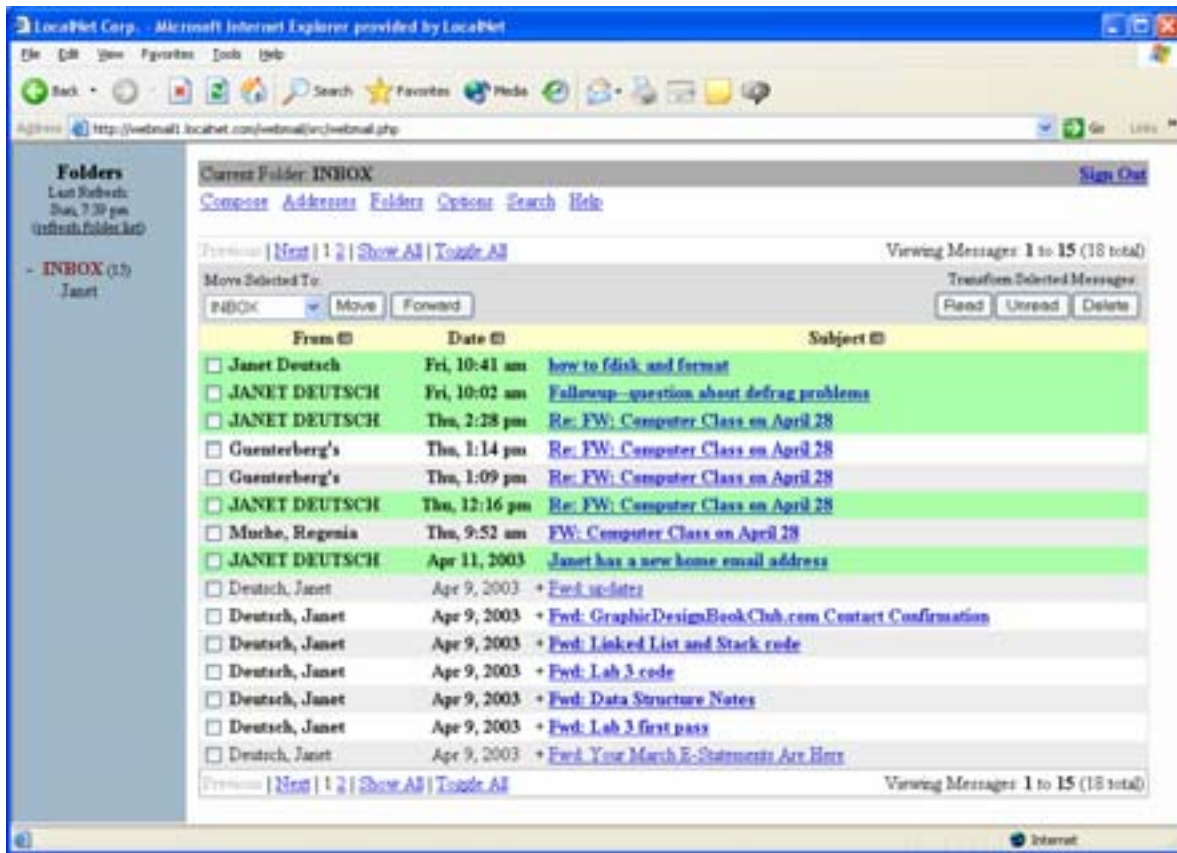 LocalNet Corp. - Microsoft Internet Explorer provided by LocalNet
File Edit View Favorites Tools Help
Back Search Favorites Media
Address http://webmail1.localnet.com/webmail/src/webmail.php Go Links
Folders
Last Refresh:
Sun, 7:39 pm
(refresh folder list)
- INBOX (15)
Janet
Current Folder: INBOX Sign Out
Compose Addresses Folders Options Search Help
Previous | Next | 1 2 | Show All | Toggle All Viewing Messages: 1 to 15 (18 total)
Move Selected To: Transform Selected Messages:
INBOX Move Forward Read Unread Delete
From Date Subject
Janet Deutsch Fri, 10:41 am how to fdisk and format
JANET DEUTSCH Fri, 10:02 am Followup--question about defrag problems
JANET DEUTSCH Thu, 2:28 pm Re: FW: Computer Class on April 28
Guenterberg's Thu, 1:14 pm Re: FW: Computer Class on April 28
Guenterberg's Thu, 1:09 pm Re: FW: Computer Class on April 28
JANET DEUTSCH Thu, 12:16 pm Re: FW: Computer Class on April 28
Muche, Regenia Thu, 9:52 am FW: Computer Class on April 28
JANET DEUTSCH Apr 11, 2003 Janet has a new home email address
Deutsch, Janet Apr 9, 2003 + Fwd: updates
Deutsch, Janet Apr 9, 2003 + Fwd: GraphicDesignBookClub.com Contact Confirmation
Deutsch, Janet Apr 9, 2003 + Fwd: Linked List and Stack code
Deutsch, Janet Apr 9, 2003 + Fwd: Lab 3 code
Deutsch, Janet Apr 9, 2003 + Fwd: Data Structure Notes
Deutsch, Janet Apr 9, 2003 + Fwd: Lab 3 first pass
Deutsch, Janet Apr 9, 2003 + Fwd: Your March E-Statements Are Here
Previous | Next | 1 2 | Show All | Toggle All Viewing Messages: 1 to 15 (18 total)
Internet